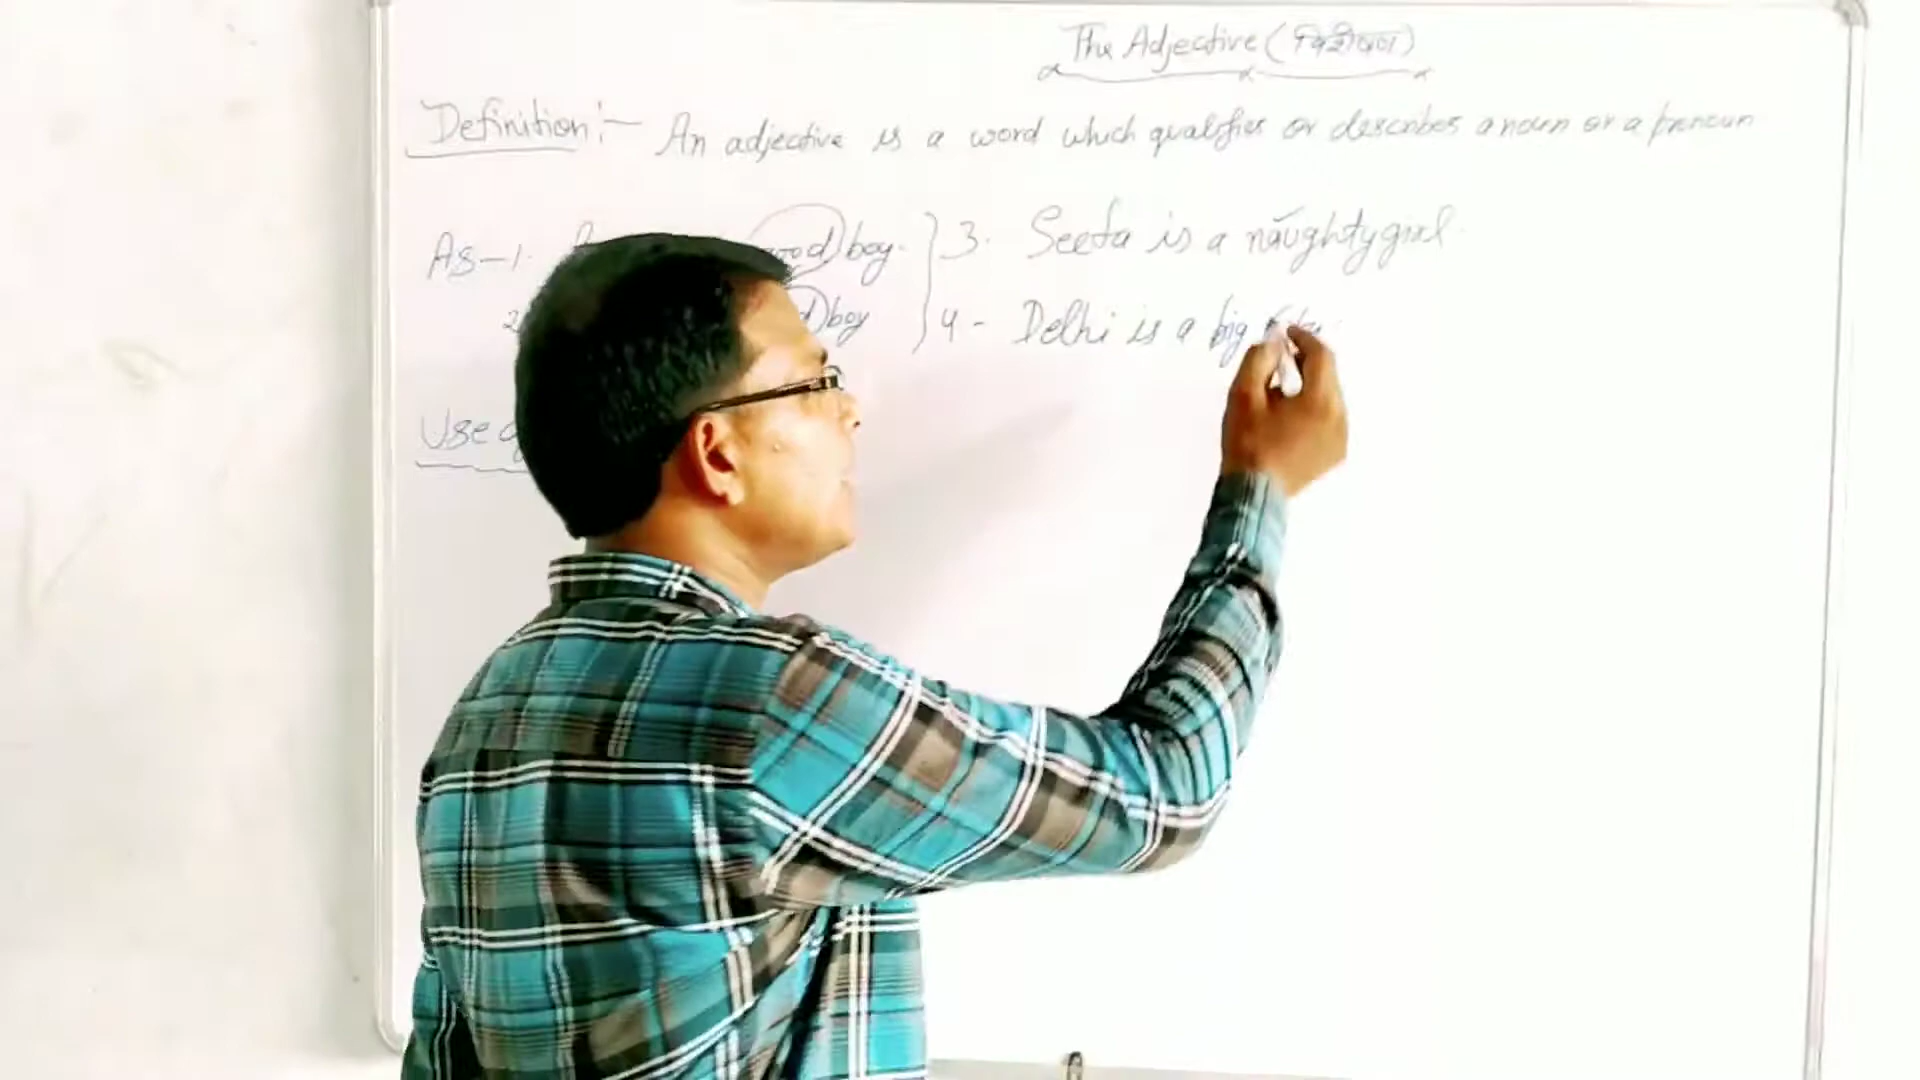 The Adjective (विशेषण)
Definition:- An adjective is a word which qualifies or describes a noun or a pronoun
As-1. good boy. 3. Seeta is a naughty girl.
2 boy 4- Delhi is a big
Use